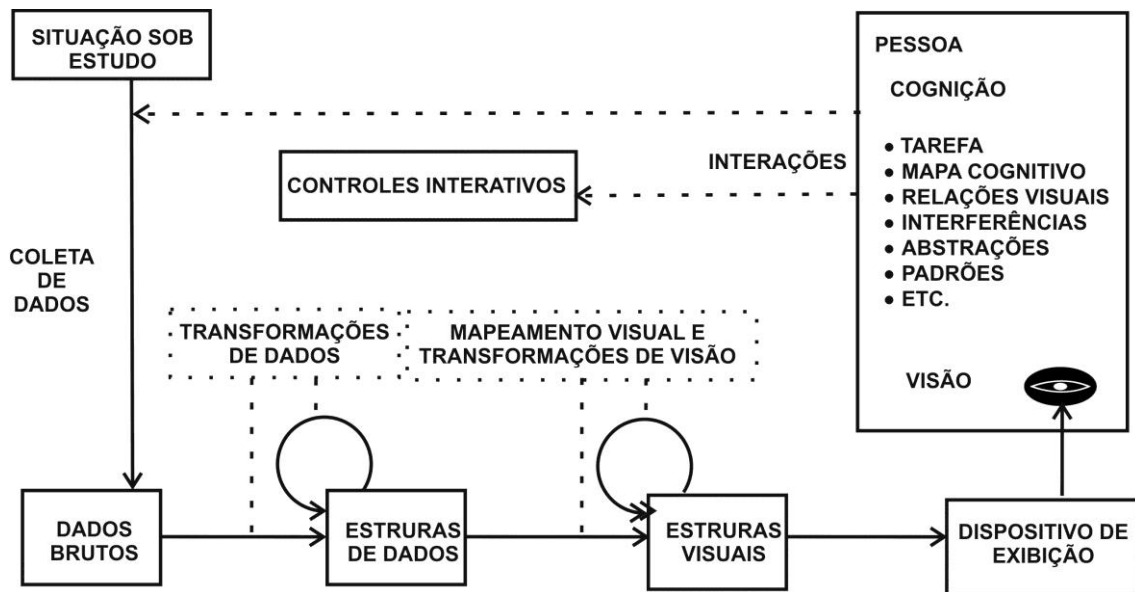 SITUAÇÃO SOB
ESTUDO
PESSOA
COGNIÇÃO
• TAREFA
• MAPA COGNITIVO
• RELAÇÕES VISUAIS
• INTERFERÊNCIAS
• ABSTRAÇÕES
• PADRÕES
• ETC.
VISÃO
INTERAÇÕES
CONTROLES INTERATIVOS
COLETA
DE
DADOS
TRANSFORMAÇÕES
DE DADOS
MAPEAMENTO VISUAL E
TRANSFORMAÇÕES DE VISÃO
DADOS
BRUTOS
ESTRURAS
DE DADOS
ESTRURAS
VISUAIS
DISPOSITIVO DE
EXIBIÇÃO